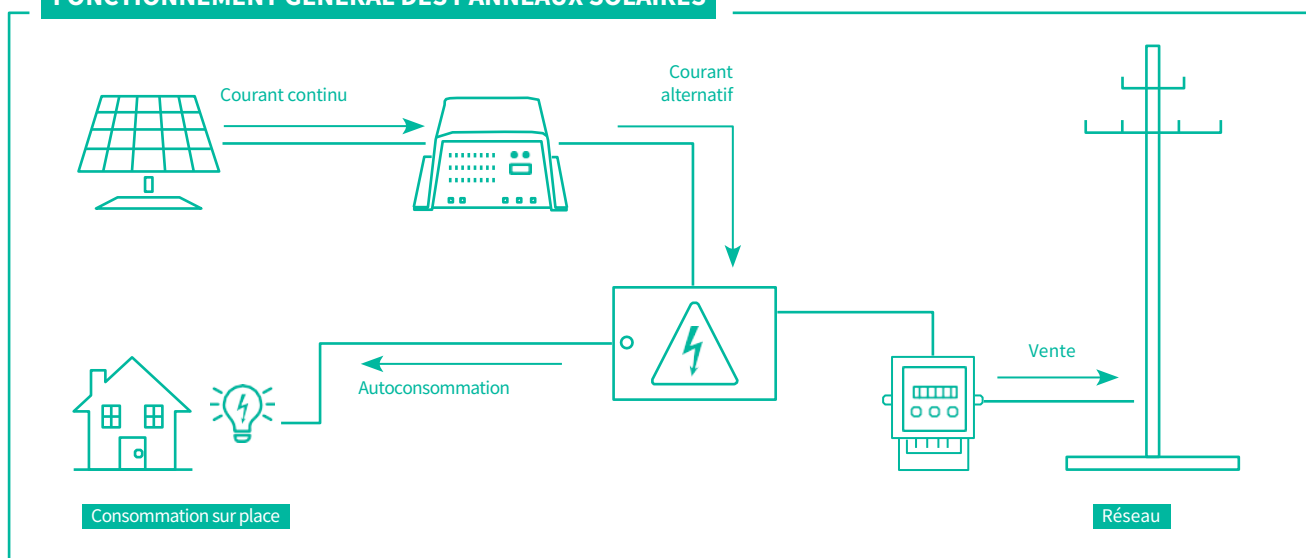 FONCTIONNEMENT GÉNÉRAL DES PANNEAUX SOLAIRES
Courant continu
Courant
alternatif
Autoconsommation
Vente
Consommation sur place
Réseau